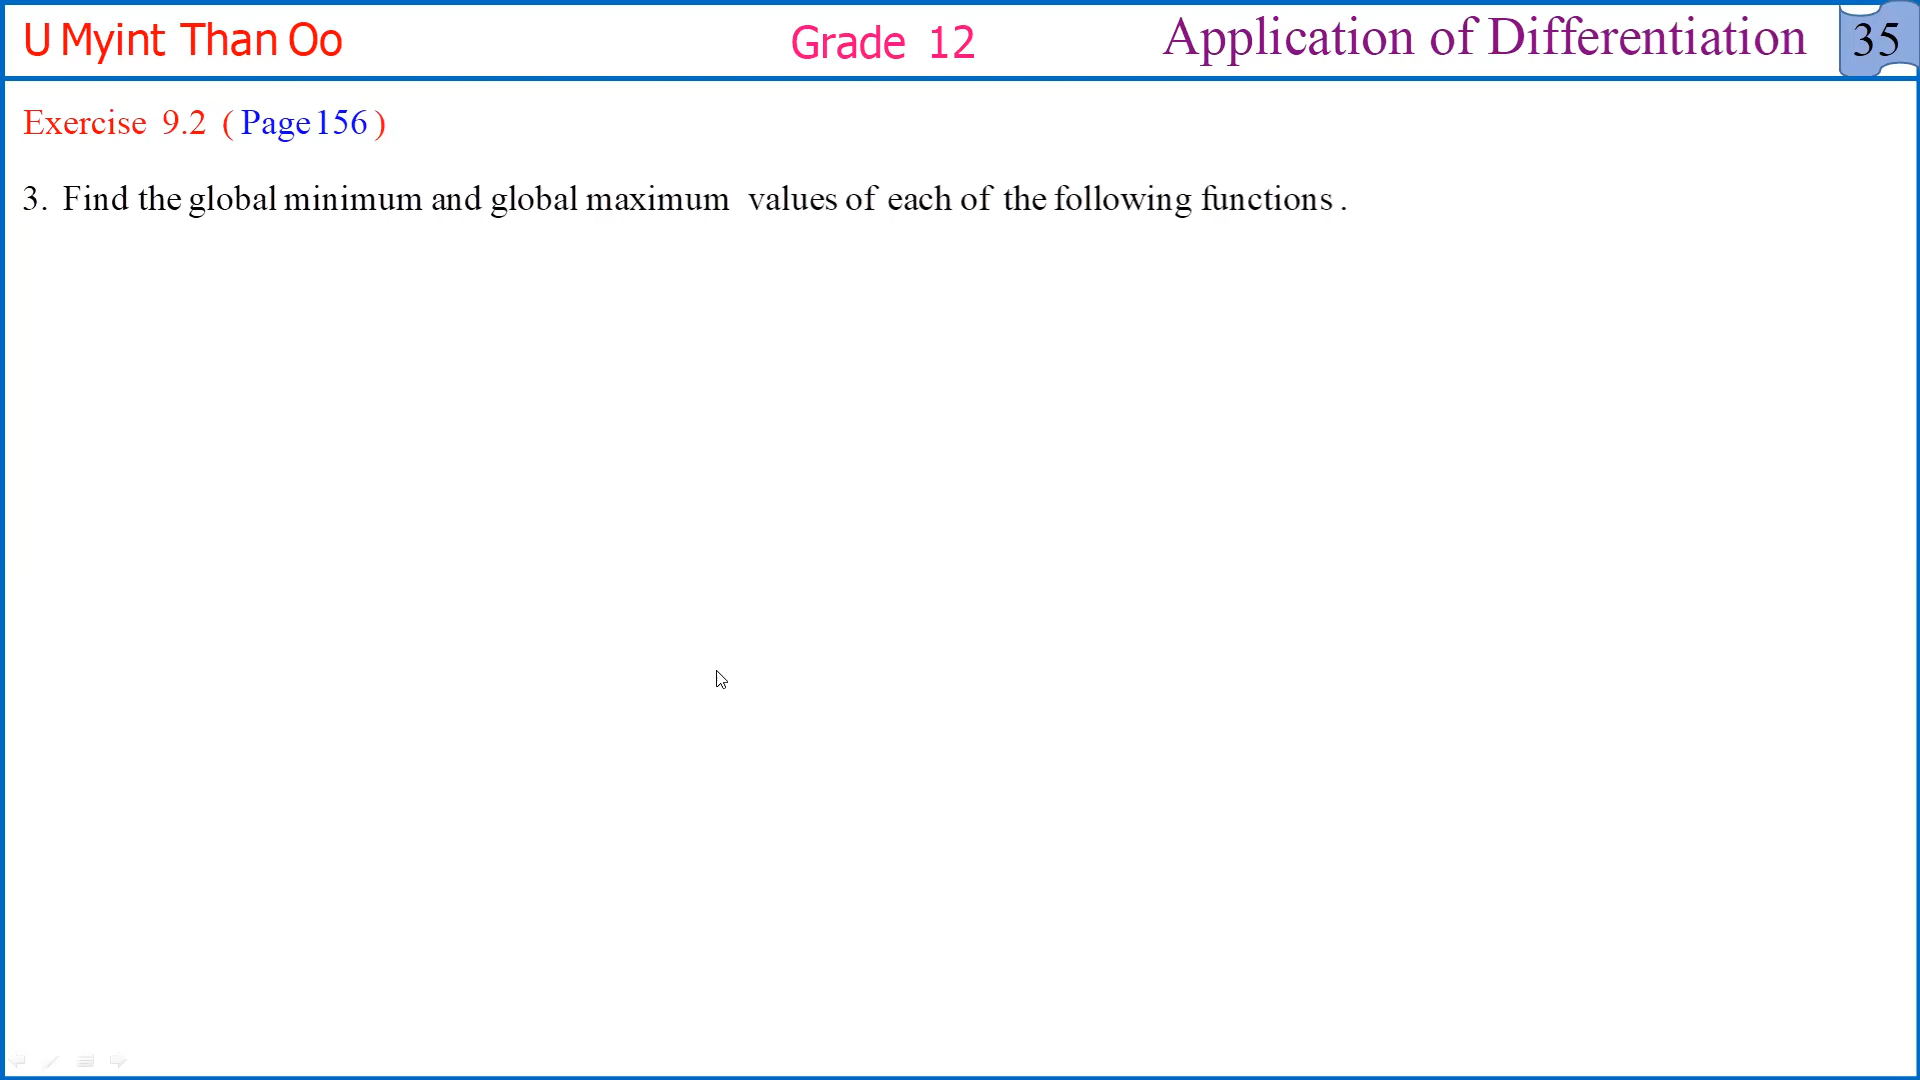 U Myint Than Oo
Grade 12
Application of Differentiation
35
Exercise 9.2 ( Page 156 )
3. Find the global minimum and global maximum values of each of the following functions .